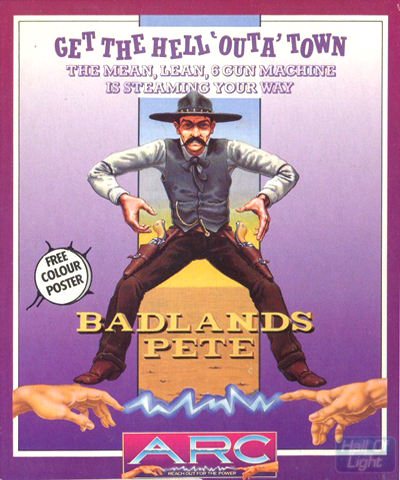 GET THE HELL 'OUTA' TOWN
THE MEAN, LEAN, 6 GUN MACHINE
IS STEAMING YOUR WAY
FREE
COLOUR
POSTER
BADLANDS
PETE
ARC
REACH OUT FOR THE POWER
Hall Of
Light